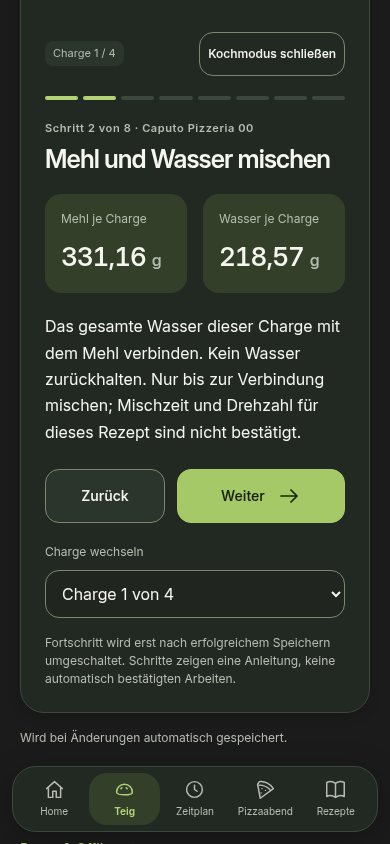 Charge 1 / 4
Kochmodus schließen
Schritt 2 von 8 · Caputo Pizzeria 00
Mehl und Wasser mischen
Mehl je Charge
331,16 g
Wasser je Charge
218,57 g
Das gesamte Wasser dieser Charge mit
dem Mehl verbinden. Kein Wasser
zurückhalten. Nur bis zur Verbindung
mischen; Mischzeit und Drehzahl für
dieses Rezept sind nicht bestätigt.
Zurück
Weiter
Charge wechseln
Charge 1 von 4
Fortschritt wird erst nach erfolgreichem Speichern
umgeschaltet. Schritte zeigen eine Anleitung, keine
automatisch bestätigten Arbeiten.
Wird bei Änderungen automatisch gespeichert.
Home
Teig
Zeitplan
Pizzaabend
Rezepte